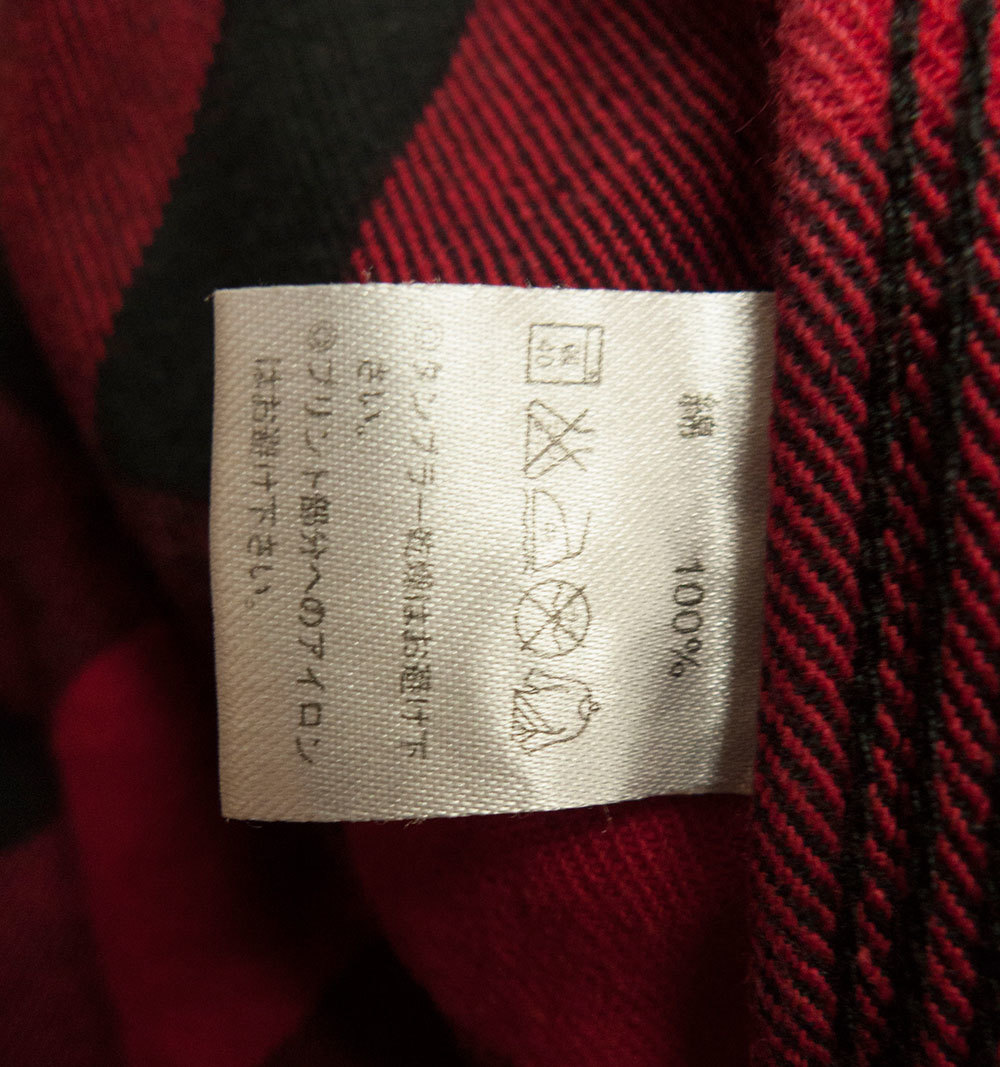 綿 100%
◎タンブラー乾燥はお避け下
さい。
◎プリント部分へのアイロン
はお避け下さい。